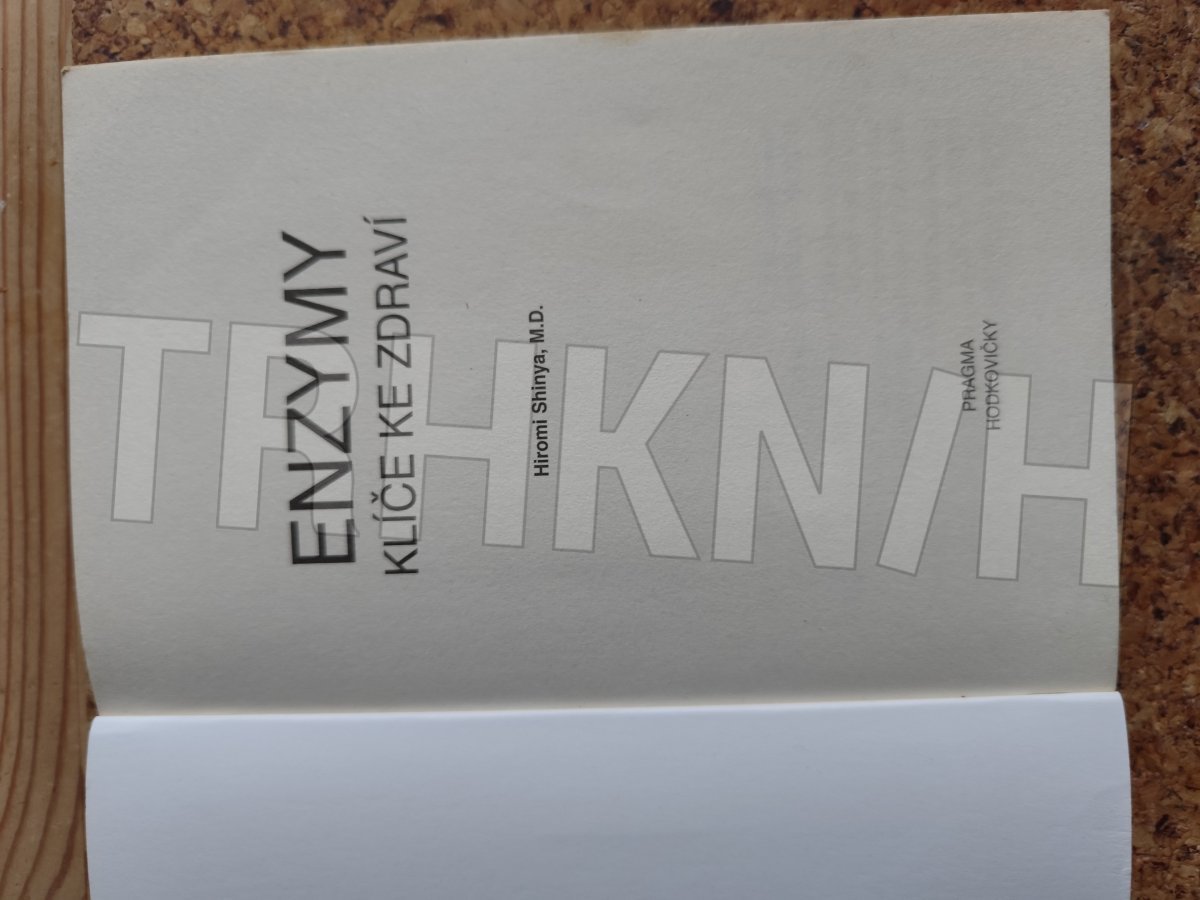 ENZYMY
KLÍČE KE ZDRAVÍ
Hiromi Shinya, M.D.
PRAGMA
HODKOVIČKY
TRHKNIH